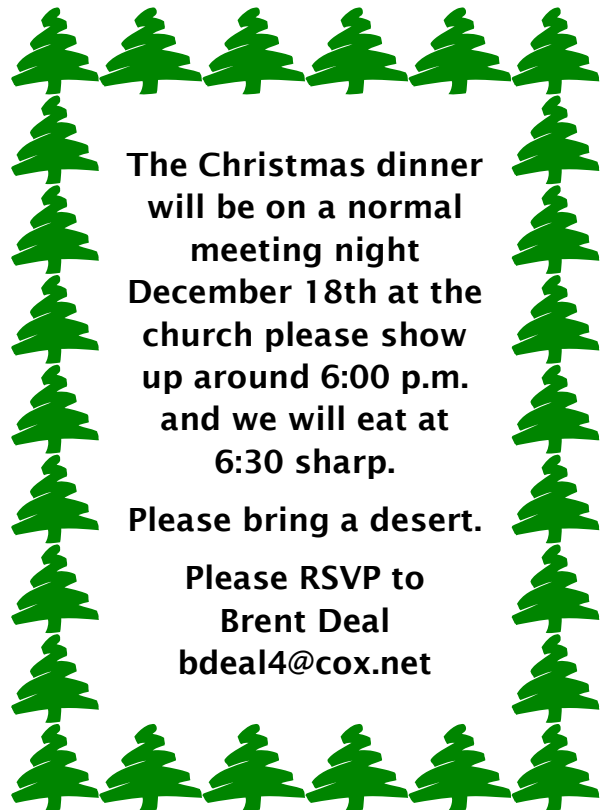 The Christmas dinner
will be on a normal
meeting night
December 18th at the
church please show
up around 6:00 p.m.
and we will eat at
6:30 sharp.
Please bring a desert.
Please RSVP to
Brent Deal
bdeal4@cox.net